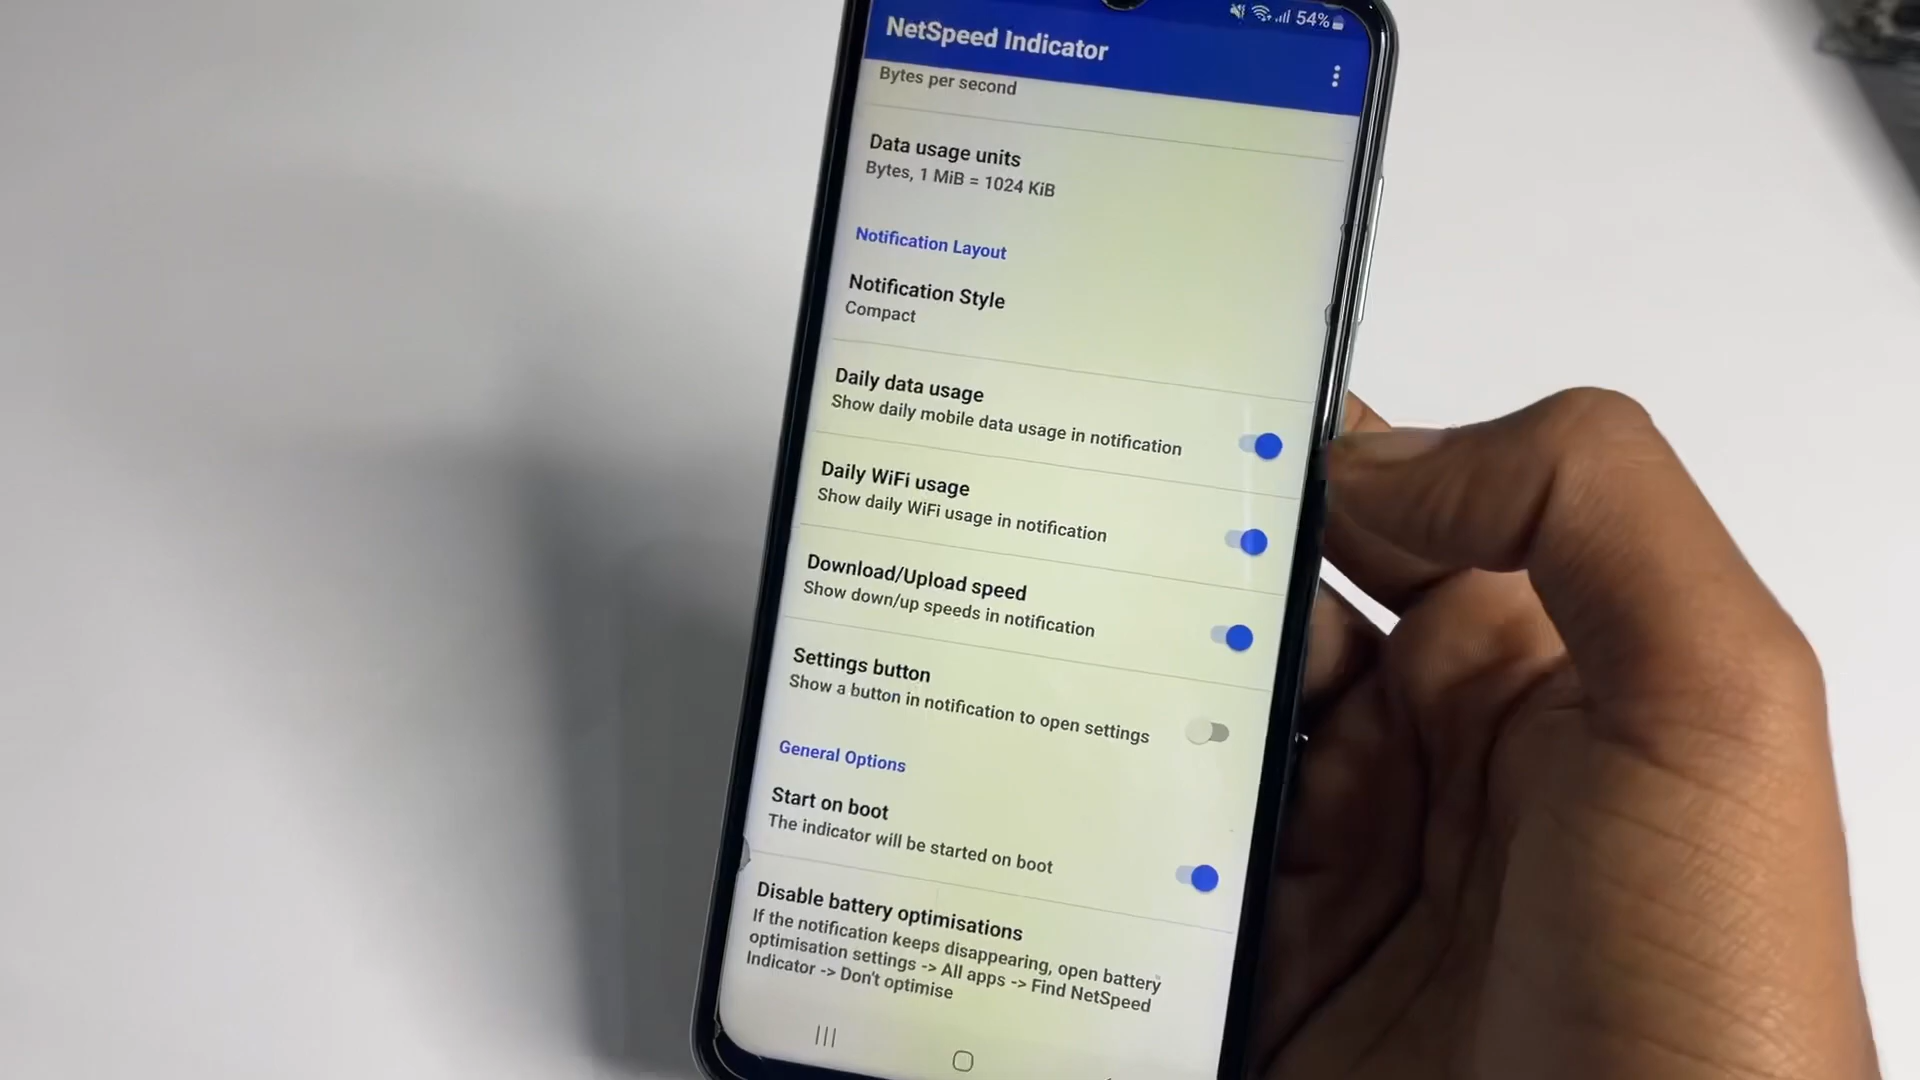 54%
NetSpeed Indicator
Bytes per second
Data usage units
Bytes, 1 MiB = 1024 KiB
Notification Layout
Notification Style
Compact
Daily data usage
Show daily mobile data usage in notification
Daily WiFi usage
Show daily WiFi usage in notification
Download/Upload speed
Show down/up speeds in notification
Settings button
Show a button in notification to open settings
General Options
Start on boot
The indicator will be started on boot
Disable battery optimisations
If the notification keeps disappearing, open battery
optimisation settings -> All apps -> Find NetSpeed
Indicator -> Don't optimise